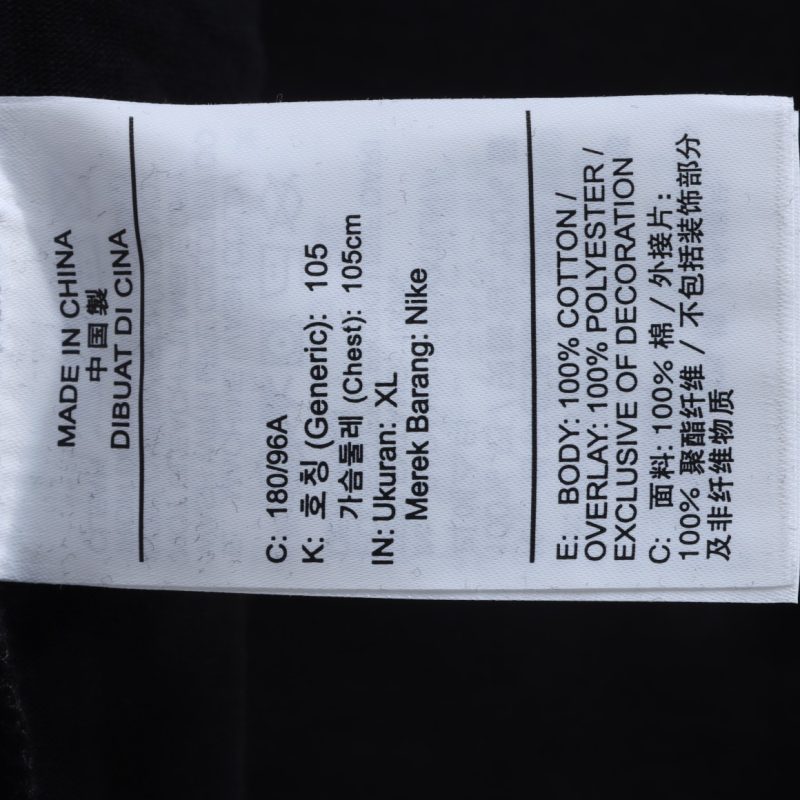 MADE IN CHINA
中国製
DIBUAT DI CINA
C: 180/96A
K: 호칭 (Generic): 105
가슴둘레 (Chest): 105cm
IN: Ukuran: XL
Merek Barang: Nike
E: BODY: 100% COTTON /
OVERLAY: 100% POLYESTER /
EXCLUSIVE OF DECORATION
C: 面料: 100% 棉 / 外接片:
100% 聚酯纤维 / 不包括装饰部分
及非纤维物质